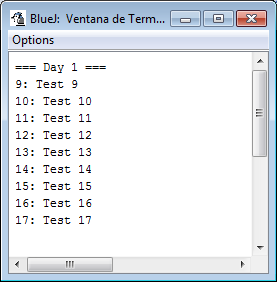 BlueJ:  Ventana de Term...
Options
=== Day 1 ===
9: Test 9
10: Test 10
11: Test 11
12: Test 12
13: Test 13
14: Test 14
15: Test 15
16: Test 16
17: Test 17